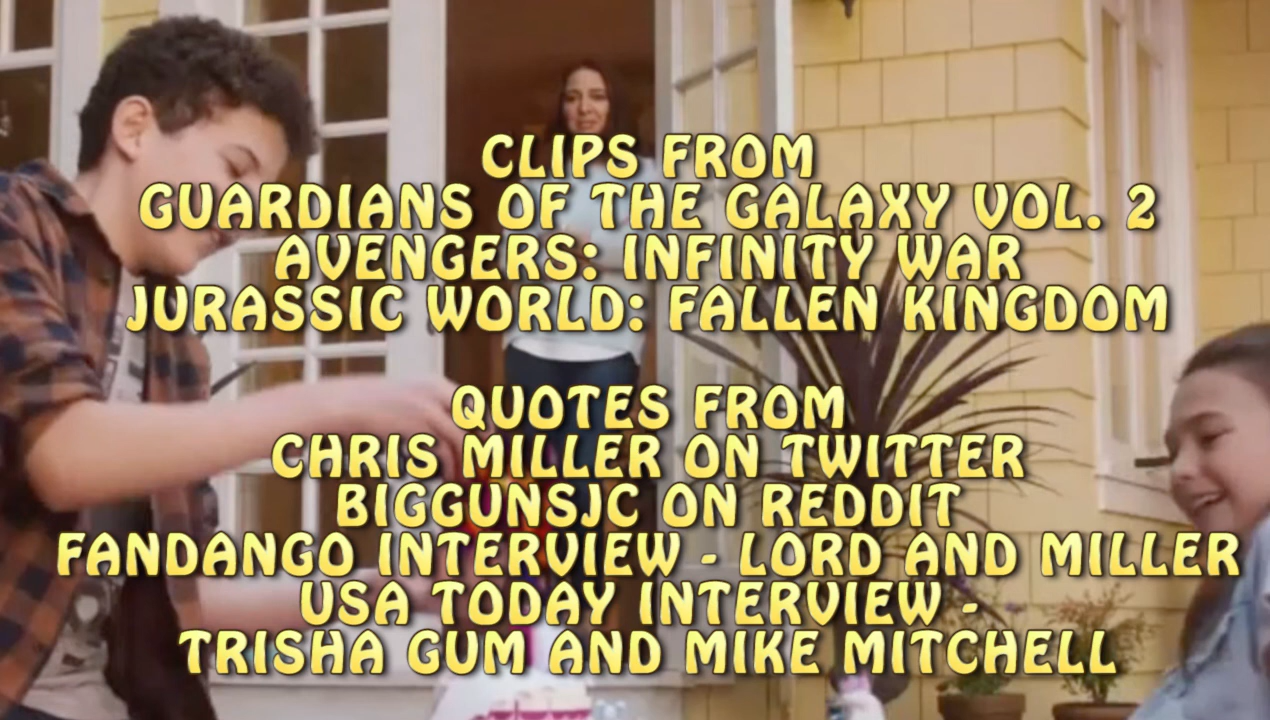 CLIPS FROM
GUARDIANS OF THE GALAXY VOL. 2
AVENGERS: INFINITY WAR
JURASSIC WORLD: FALLEN KINGDOM
QUOTES FROM
CHRIS MILLER ON TWITTER
BIGGUNSJC ON REDDIT
FANDANGO INTERVIEW - LORD AND MILLER
USA TODAY INTERVIEW -
TRISHA GUM AND MIKE MITCHELL